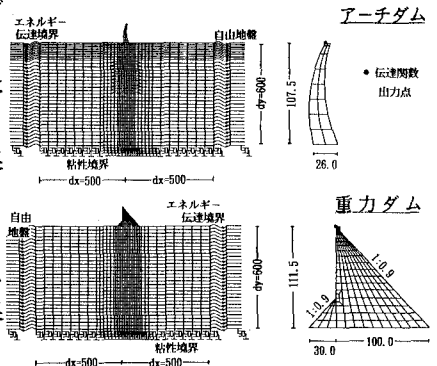 アーチダム
エネルギー
伝達境界
自由地盤
dy=600
107.5
● 伝達関数
出力点
26.0
粘性境界
dx=500
dx=500
重力ダム
自由
地盤
エネルギー
伝達境界
dy=600
111.5
1:0.9
1:0.9
粘性境界
39.0
100.0
dx=500
dx=500